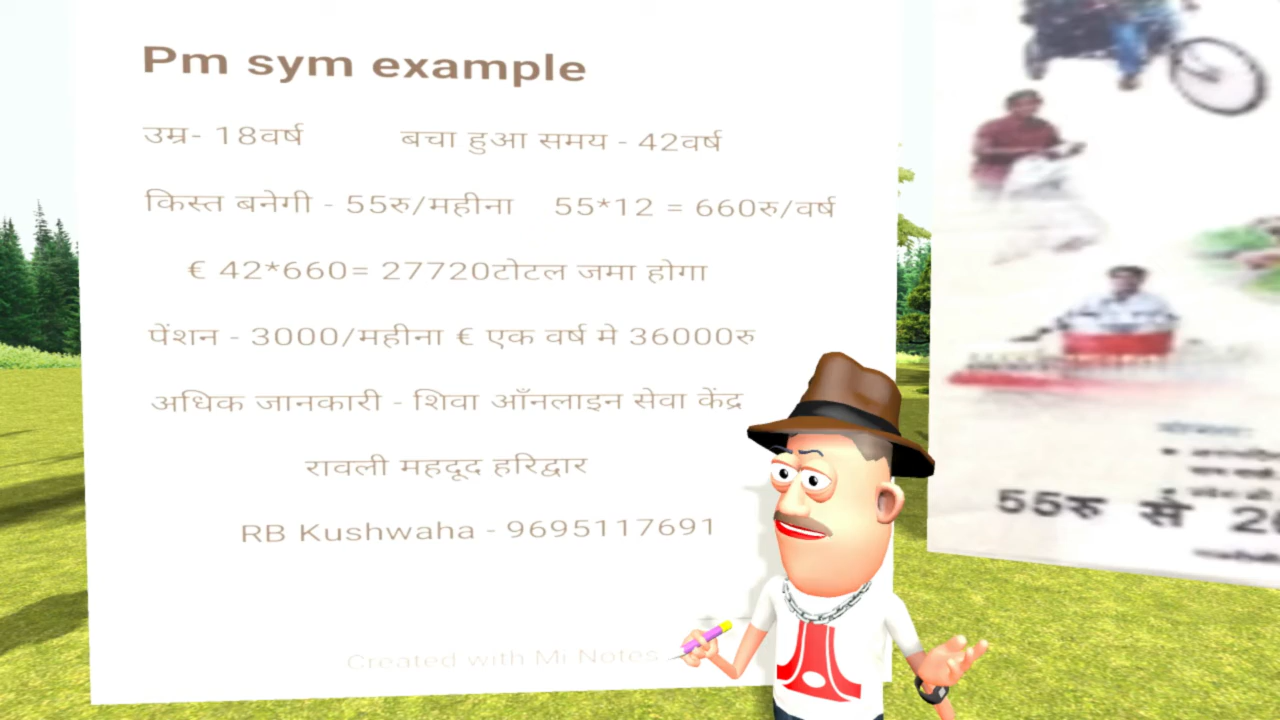 Pm sym example
उम्र- 18वर्ष बचा हुआ समय - 42वर्ष
किस्त बनेगी - 55रु/महीना 55*12 = 660रु/वर्ष
€ 42*660= 27720टोटल जमा होगा
पेंशन - 3000/महीना € एक वर्ष मे 36000रु
अधिक जानकारी - शिवा ऑंनलाइन सेवा केंद्र
रावली महदूद हरिद्वार
RB Kushwaha - 9695117691
Created with Mi Notes
55रु से